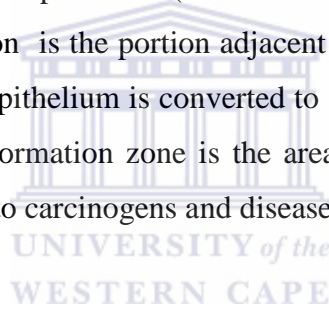 on is the portion adjacent
pithelium is converted to
ormation zone is the area
o carcinogens and disease
UNIVERSITY of the
WESTERN CAPE